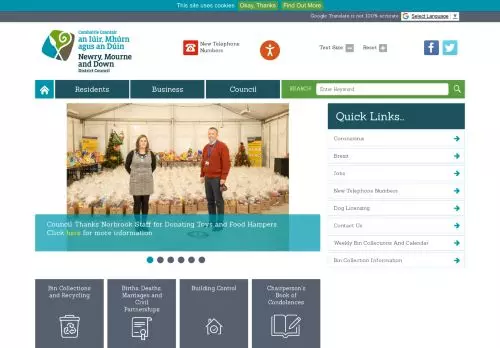 This site uses cookies Okay, Thanks Find Out More
Google Translate is not 100% accurate Select Language
Comhairle Ceantair
an Iúir, Mhúrn
agus an Dúin
Newry, Mourne
and Down
District Council
New Telephone
Numbers
Text Size
Reset
Residents
Business
Council
SEARCH
Enter Keyword
Council Thanks Norbrook Staff for Donating Toys and Food Hampers
Click here for more information
Quick Links..
Coronavirus
Brexit
Jobs
New Telephone Numbers
Dog Licensing
Contact Us
Weekly Bin Collections And Calendar
Bin Collection Information
Bin Collections
and Recycling
Births, Deaths,
Marriages and
Civil
Partnerships
Building Control
Chairperson's
Book of
Condolences